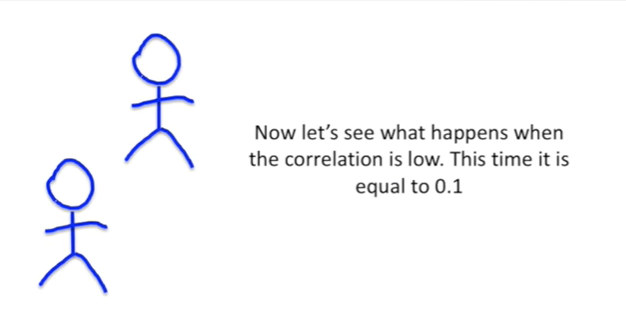 Now let’s see what happens when
the correlation is low. This time it is
equal to 0.1